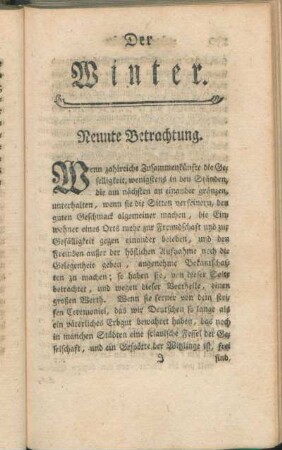 Der
Winter.
Neunte Betrachtung.
Wenn zahlreiche Zusammenkünfte die Ge-
selligkeit, wenigstens in den Ständen,
die am nächsten an einander gränzen,
unterhalten, wenn sie die Sitten verfeinern, den
guten Geschmack allgemeiner machen, die Ein-
wohner eines Orts mehr zur Freundschaft und zur
Gefälligkeit gegen einander beleben, und den
Fremden außer der höflichen Aufnahme noch die
Gelegenheit geben, angenehme Bekanntschaf-
ten zu machen; so haben sie, von dieser Seite
betrachtet, und wegen dieser Vortheile, einen
großen Werth. Wenn sie ferner von dem stei-
fen Ceremoniel, das wir Deutschen so lange als
ein väterliches Erbgut bewahret haben, das noch
in manchen Städten eine sclavische Fessel der Ge-
selschaft, und ein Gespötte der Witzlinge ist, frei
J
sind,